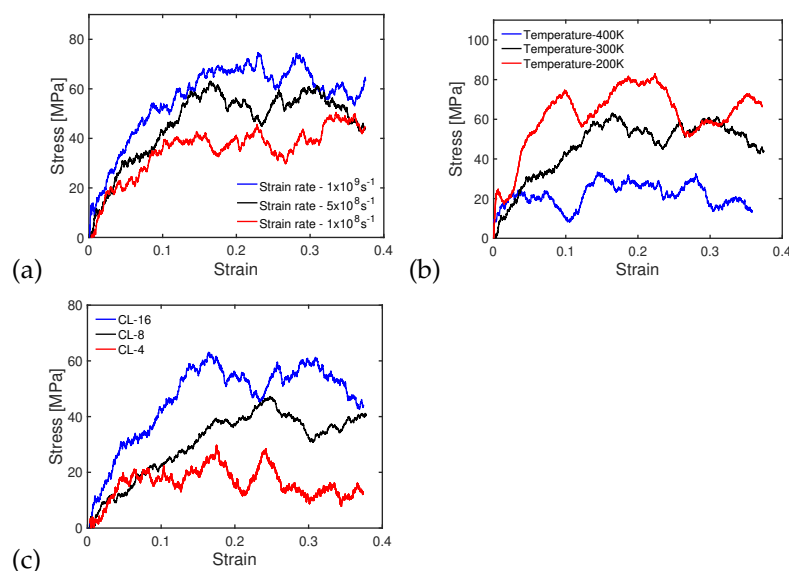 80
60
40
20
0
Stress [MPa]
Strain rate - 1x10⁹s⁻¹
Strain rate - 5x10⁸s⁻¹
Strain rate - 1x10⁸s⁻¹
0 0.1 0.2 0.3 0.4
Strain
(a)
100
80
60
40
20
0
Stress [MPa]
Temperature-400K
Temperature-300K
Temperature-200K
0 0.1 0.2 0.3 0.4
Strain
(b)
80
60
40
20
0
Stress [MPa]
CL-16
CL-8
CL-4
0 0.1 0.2 0.3 0.4
Strain
(c)